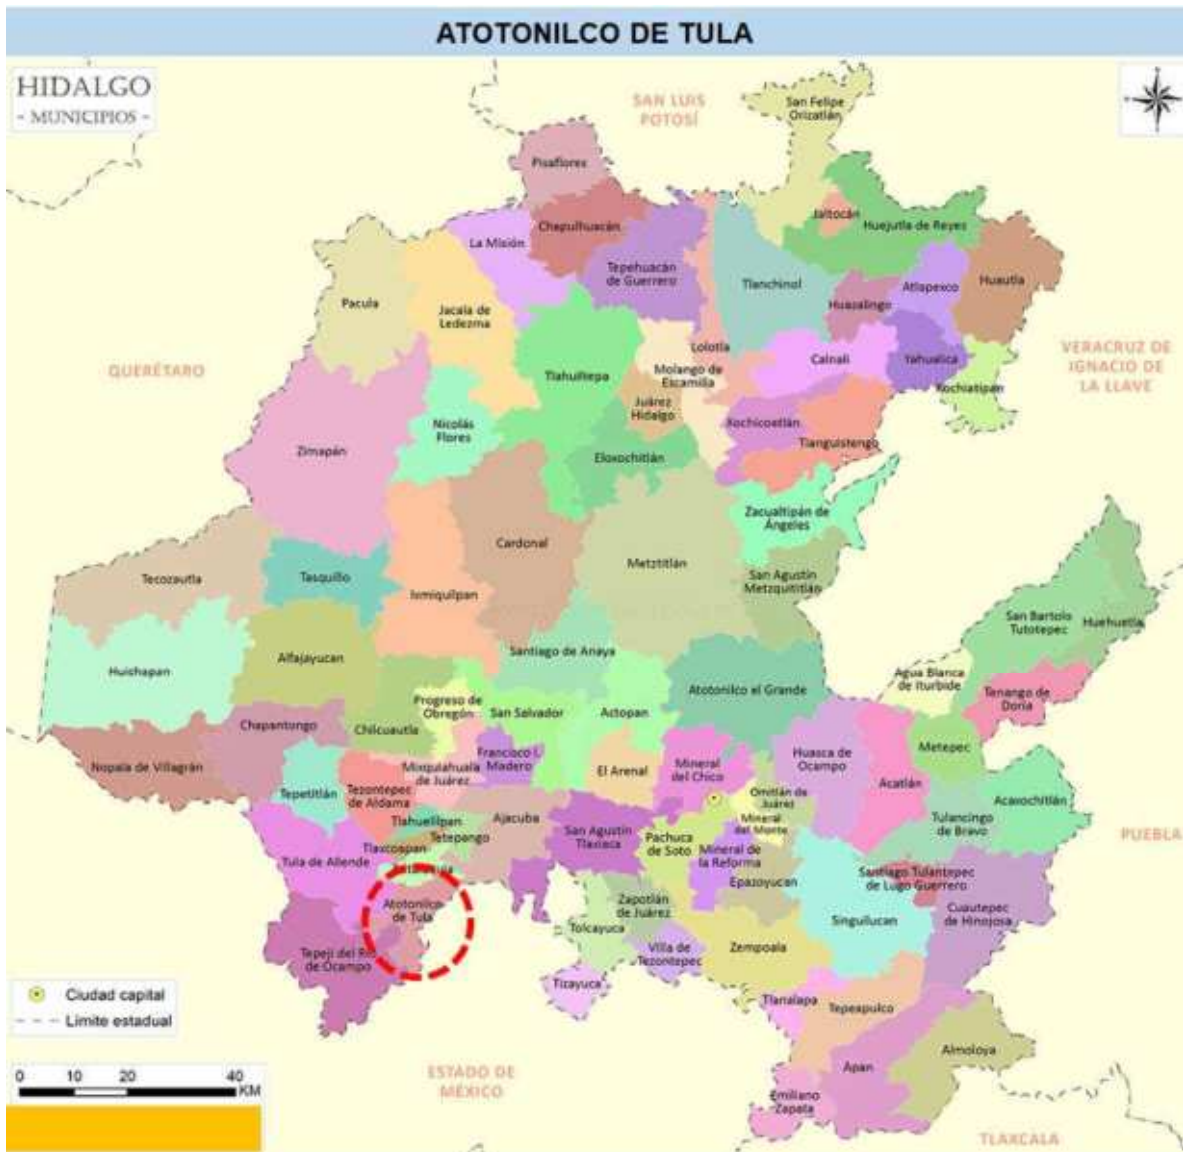 ATOTONILCO DE TULA
HIDALGO
- MUNICIPIOS -
SAN LUIS
POTOSÍ
San Felipe
Orizatlán
Pisaflores
Jaltocán
Huejutla de Reyes
Chapulhuacán
La Misión
Tepehuacán
de Guerrero
Tlanchinol
Atlapexco
Huautla
Huazalingo
Pacula
Jacala de
Ledezma
Lolotla
Calnali
Yahualica
VERACRUZ DE
IGNACIO DE
LA LLAVE
QUERÉTARO
Tlahuiltepa
Molango de
Escamilla
Xochiatipan
Juárez
Hidalgo
Nicolás
Flores
Xochicoatlán
Tianguistengo
Zimapán
Eloxochitlán
Zacualtipán de
Ángeles
Cardonal
Metztitlán
Tecozautla
Tasquillo
Ixmiquilpan
San Agustín
Metzquititlán
San Bartolo
Tutotepec
Huehuetla
Santiago de Anaya
Huichapan
Alfajayucan
Agua Blanca
de Iturbide
Atotonilco el Grande
Tenango de
Doria
Progreso de
Obregón
San Salvador
Actopan
Chapantongo
Chilcuautla
Metepec
Huasca de
Ocampo
Francisco I.
Madero
Nopala de Villagrán
Mixquiahuala
de Juárez
El Arenal
Mineral
del Chico
Acatlán
Tepetitlán
Tezontepec
de Aldama
Omitlán de
Juárez
Acaxochitlán
Tlahuelilpan
Ajacuba
Mineral
del Monte
Tulancingo
de Bravo
Tetepango
San Agustín
Tlaxiaca
Pachuca
de Soto
PUEBLA
Tlaxcoapan
Tula de Allende
Mineral de
la Reforma
Epazoyucan
Santiago Tulantepec
de Lugo Guerrero
Atotonilco
de Tula
Zapotlán
de Juárez
Singuilucan
Cuautepec
de Hinojosa
Tolcayuca
Tepeji del Río
de Ocampo
Villa de
Tezontepec
Zempoala
Tizayuca
Ciudad capital
Límite estadual
Tlanalapa
Tepeapulco
Almoloya
Apan
0 10 20 40
KM
ESTADO DE
MÉXICO
Emiliano
Zapata
TLAXCALA